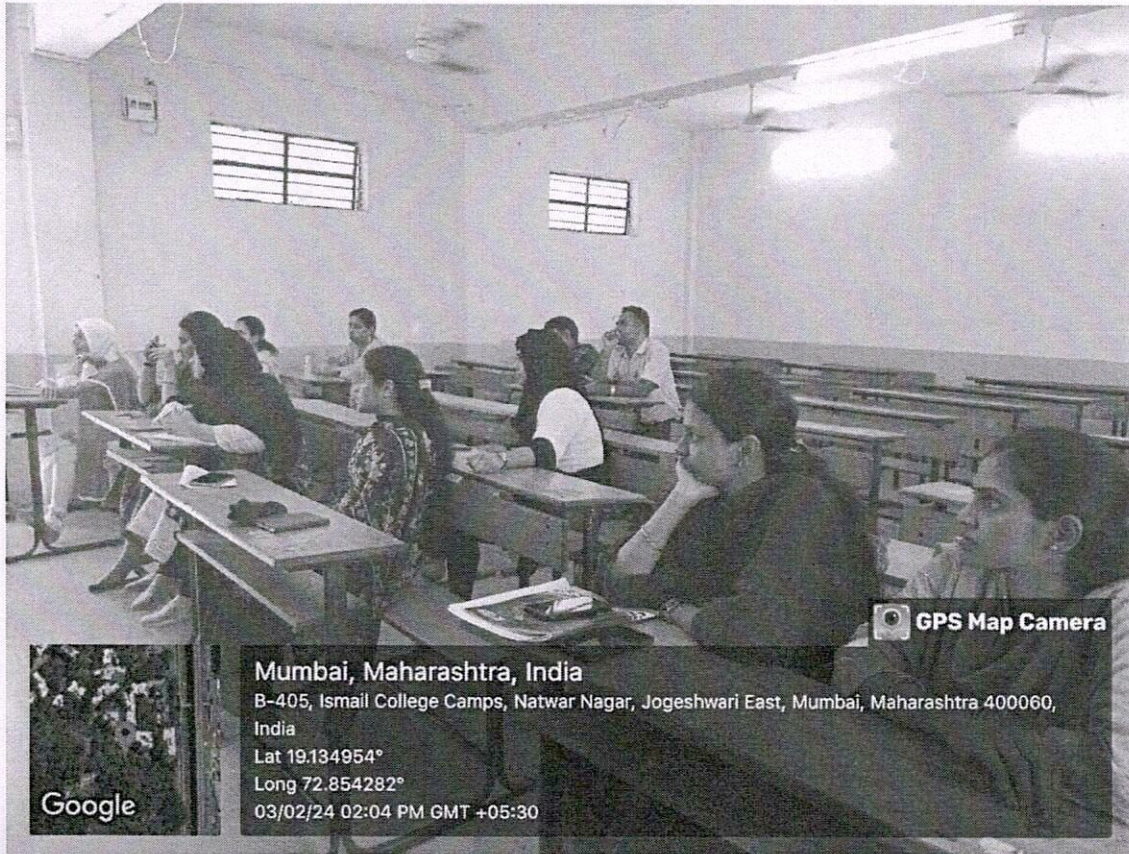 GPS Map Camera
Mumbai, Maharashtra, India
B-405, Ismail College Camps, Natwar Nagar, Jogeshwari East, Mumbai, Maharashtra 400060,
India
Lat 19.134954°
Long 72.854282°
03/02/24 02:04 PM GMT +05:30
Google